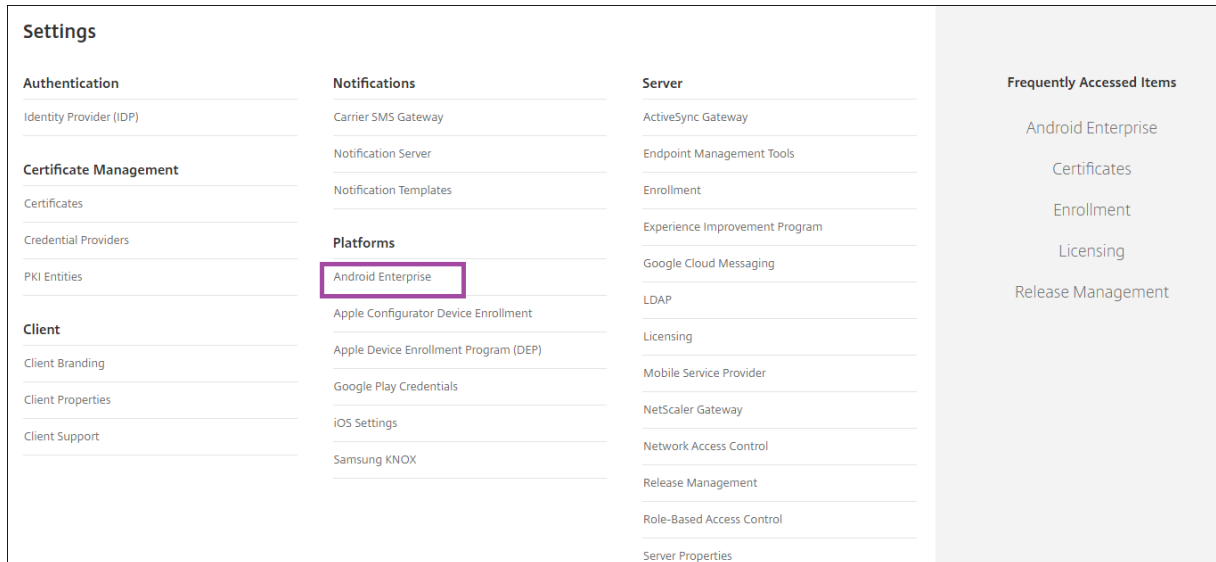 Settings
Authentication
Identity Provider (IDP)
Certificate Management
Certificates
Credential Providers
PKI Entities
Client
Client Branding
Client Properties
Client Support
Notifications
Carrier SMS Gateway
Notification Server
Notification Templates
Platforms
Android Enterprise
Apple Configurator Device Enrollment
Apple Device Enrollment Program (DEP)
Google Play Credentials
iOS Settings
Samsung KNOX
Server
ActiveSync Gateway
Endpoint Management Tools
Enrollment
Experience Improvement Program
Google Cloud Messaging
LDAP
Licensing
Mobile Service Provider
NetScaler Gateway
Network Access Control
Release Management
Role-Based Access Control
Server Properties
Frequently Accessed Items
Android Enterprise
Certificates
Enrollment
Licensing
Release Management